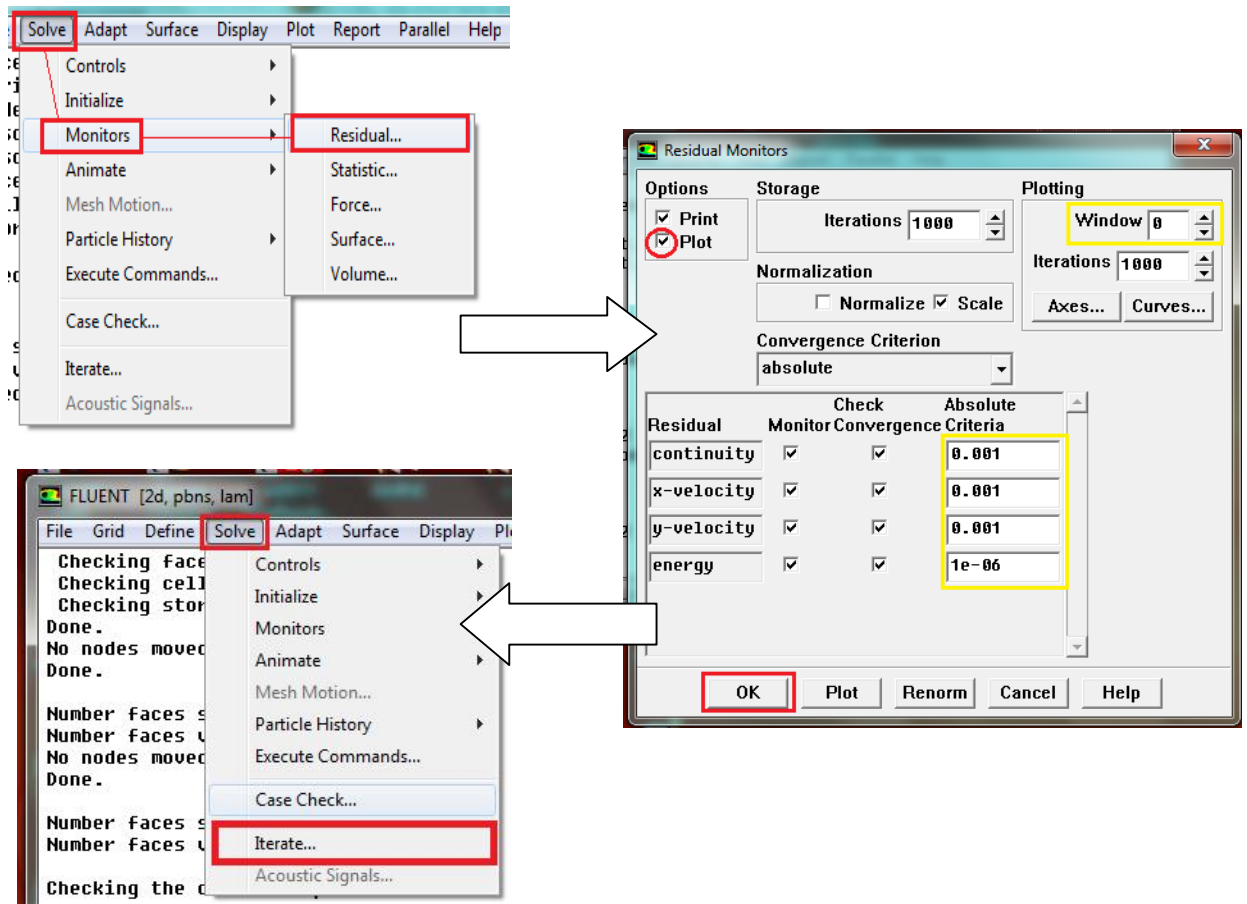 Solve Adapt Surface Display Plot Report Parallel Help
Controls
Initialize
Monitors
Animate
Mesh Motion...
Particle History
Execute Commands...
Case Check...
Iterate...
Acoustic Signals...
Residual...
Statistic...
Force...
Surface...
Volume...
Residual Monitors
Options
Print
Plot
Storage
Iterations 1000
Normalization
Normalize Scale
Convergence Criterion
absolute
Plotting
Window 0
Iterations 1000
Axes... Curves...
Check Absolute
Residual Monitor Convergence Criteria
continuity 0.001
x-velocity 0.001
y-velocity 0.001
energy 1e-06
OK Plot Renorm Cancel Help
FLUENT [2d, pbns, lam]
File Grid Define Solve Adapt Surface Display
Checking face
Checking cell
Checking stor
Done.
No nodes moved
Done.
Number faces
Number faces
No nodes moved
Done.
Number faces
Number faces
Checking the
Controls
Initialize
Monitors
Animate
Mesh Motion...
Particle History
Execute Commands...
Case Check...
Iterate...
Acoustic Signals...